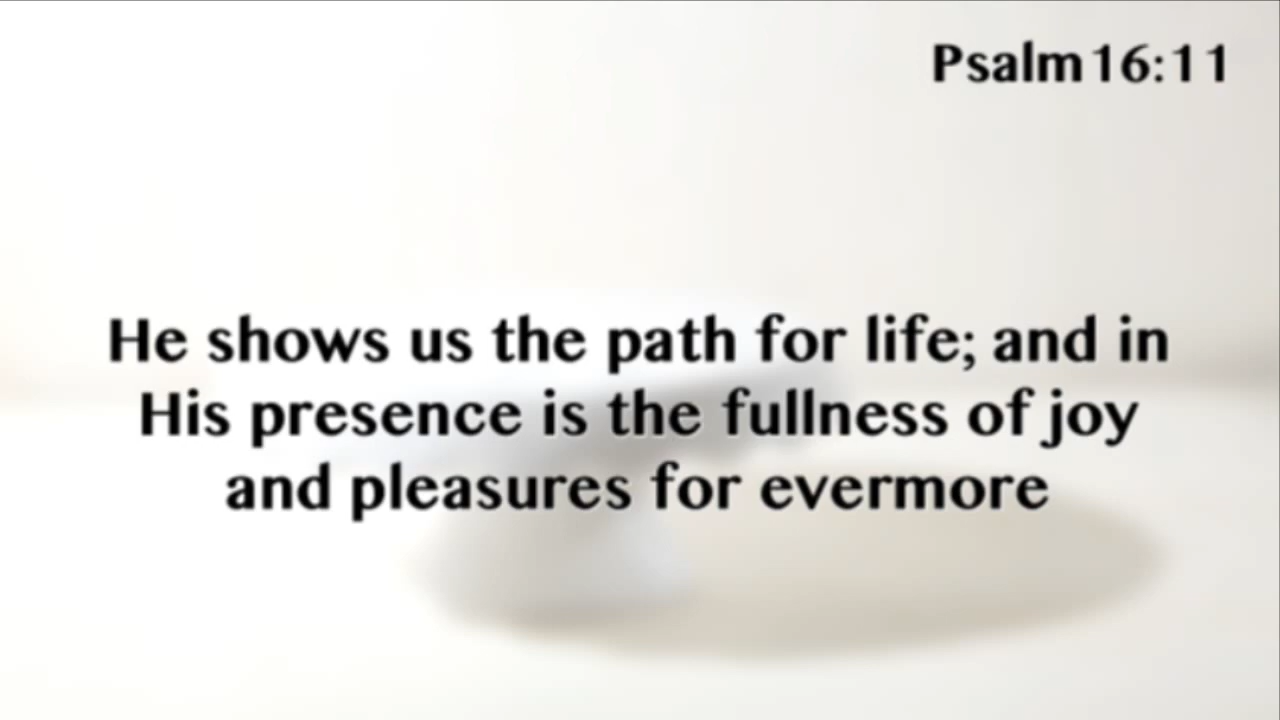 Psalm 16:11
He shows us the path for life; and in
His presence is the fullness of joy
and pleasures for evermore